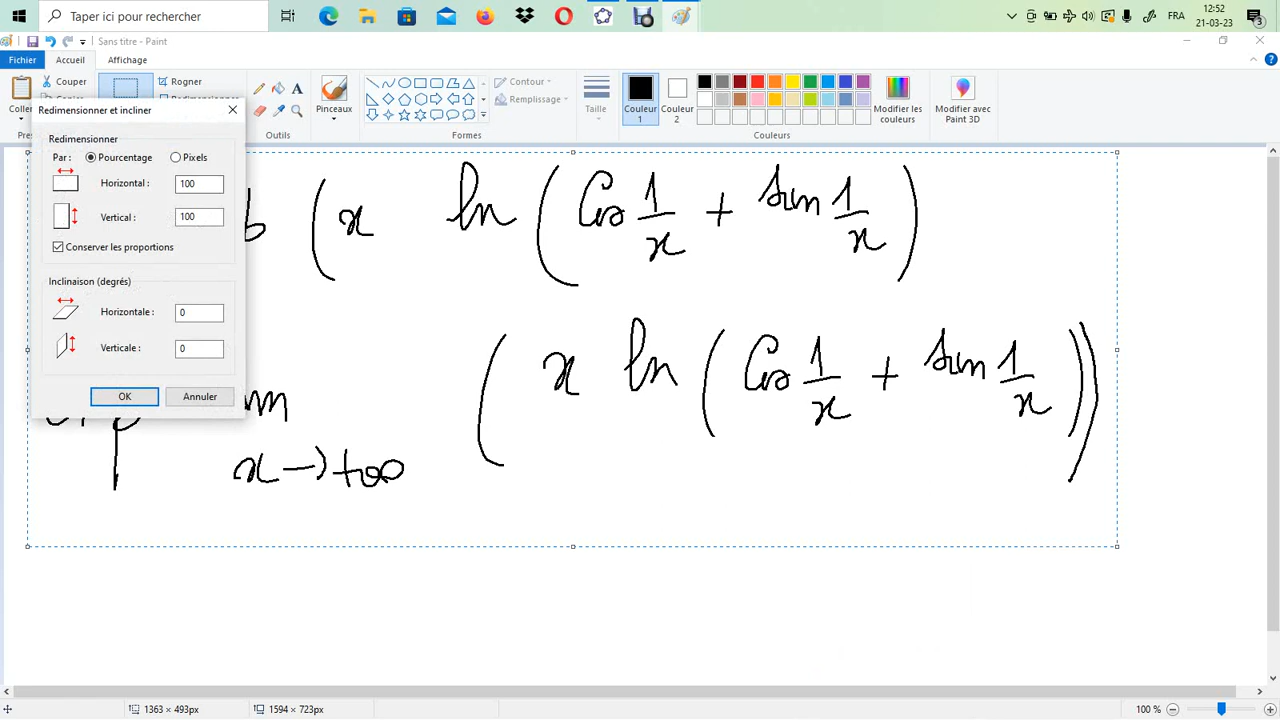 Taper ici pour rechercher
FRA
12:52
21-03-23
3
Sans titre - Paint
Fichier Accueil Affichage
Couper
Rogner
Coller
Pinceaux
Contour
Remplissage
Taille
Couleur 1
Couleur 2
Modifier les couleurs
Modifier avec Paint 3D
Outils
Formes
Couleurs
Redimensionner et incliner
Redimensionner
Par : Pourcentage Pixels
Horizontal : 100
Vertical : 100
Conserver les proportions
Inclinaison (degrés)
Horizontale : 0
Verticale : 0
OK Annuler
( x ln ( Cos 1/x + sin 1/x )
( x ln ( Cos 1/x + sin 1/x ))
x → +∞
1363 × 493px
1594 × 723px
100 %